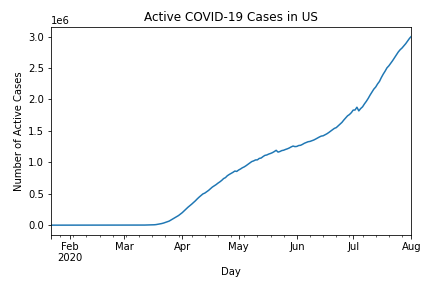 Active COVID-19 Cases in US
1e6
3.0
2.5
2.0
1.5
1.0
0.5
0.0
Number of Active Cases
Feb Mar Apr May Jun Jul Aug
2020
Day